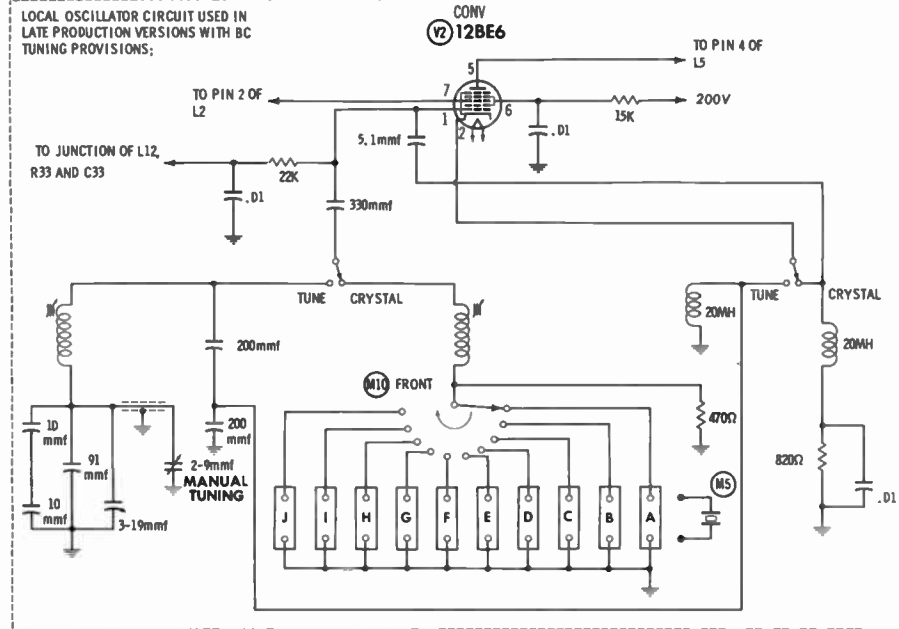 LOCAL OSCILLATOR CIRCUIT USED IN
LATE PRODUCTION VERSIONS WITH BC
TUNING PROVISIONS:
CONV
V2 12BE6
TO PIN 4 OF
L5
5
TO PIN 2 OF
L2
7
1
2
6
200V
15K
.01
5.1mmf
TO JUNCTION OF L12,
R33 AND C33
22K
.01
330mmf
TUNE
CRYSTAL
TUNE
CRYSTAL
20MH
20MH
200mmf
M10 FRONT
470Ω
10
mmf
91
mmf
200
mmf
2-9mmf
MANUAL
TUNING
820Ω
M5
.01
10
mmf
3-19mmf
J
I
H
G
F
E
D
C
B
A